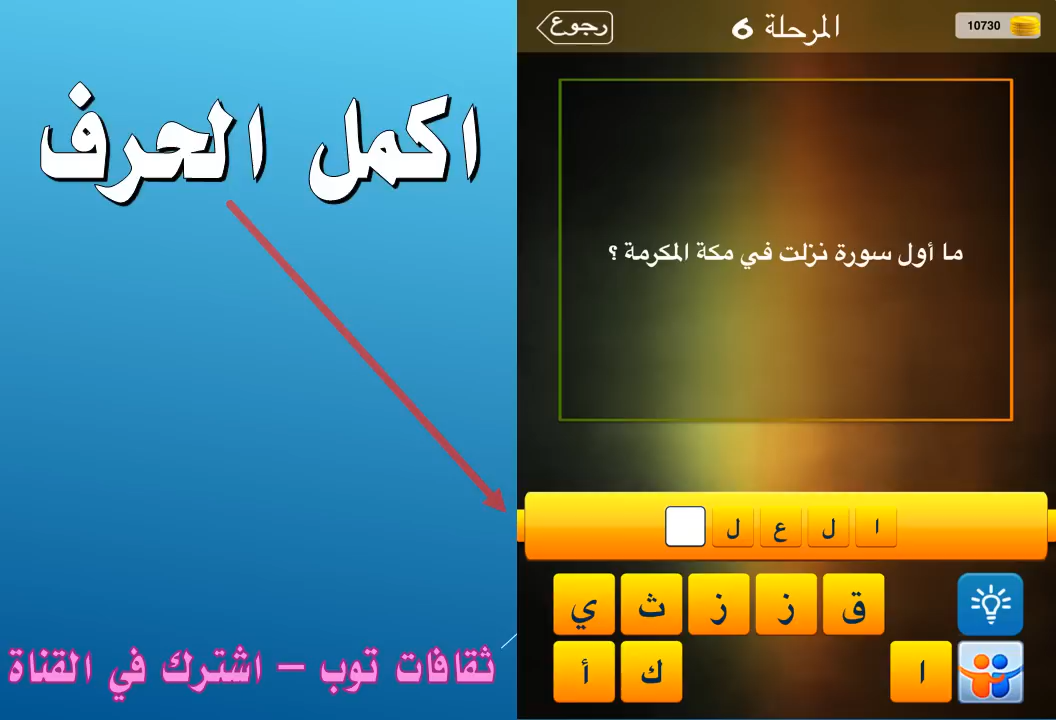 اكمل الحرف
ثقافات توب – اشترك في القناة
رجوع
المرحلة 6
10730
ما أول سورة نزلت في مكة المكرمة ؟
ا ل ع ل
ق ز ز ث ي
ا ك أ